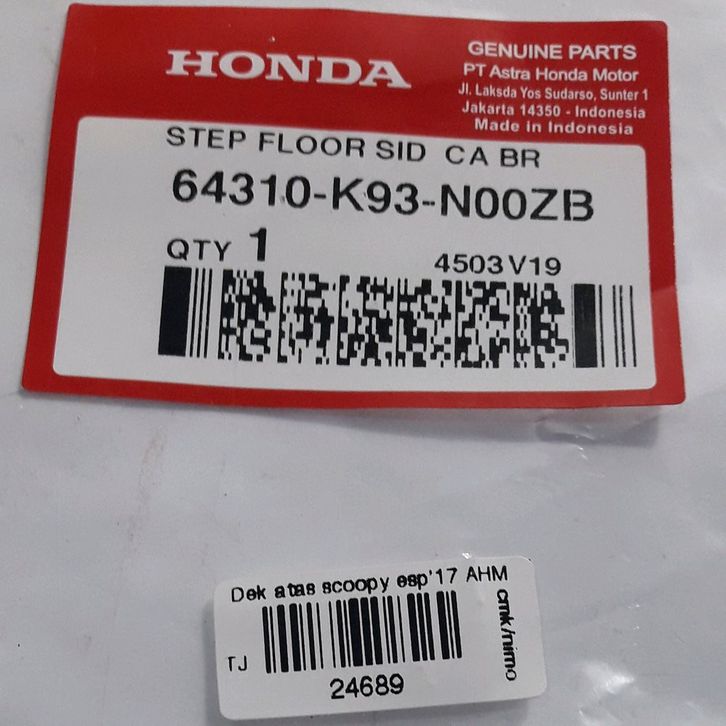 HONDA
GENUINE PARTS
PT Astra Honda Motor
Jl. Laksda Yos Sudarso, Sunter 1
Jakarta 14350 - Indonesia
Made in Indonesia
STEP FLOOR SID CA BR
64310-K93-N00ZB
QTY 1
4503V19
Dek atas scoopy esp'17 AHM
cmk/nimo
TJ
24689